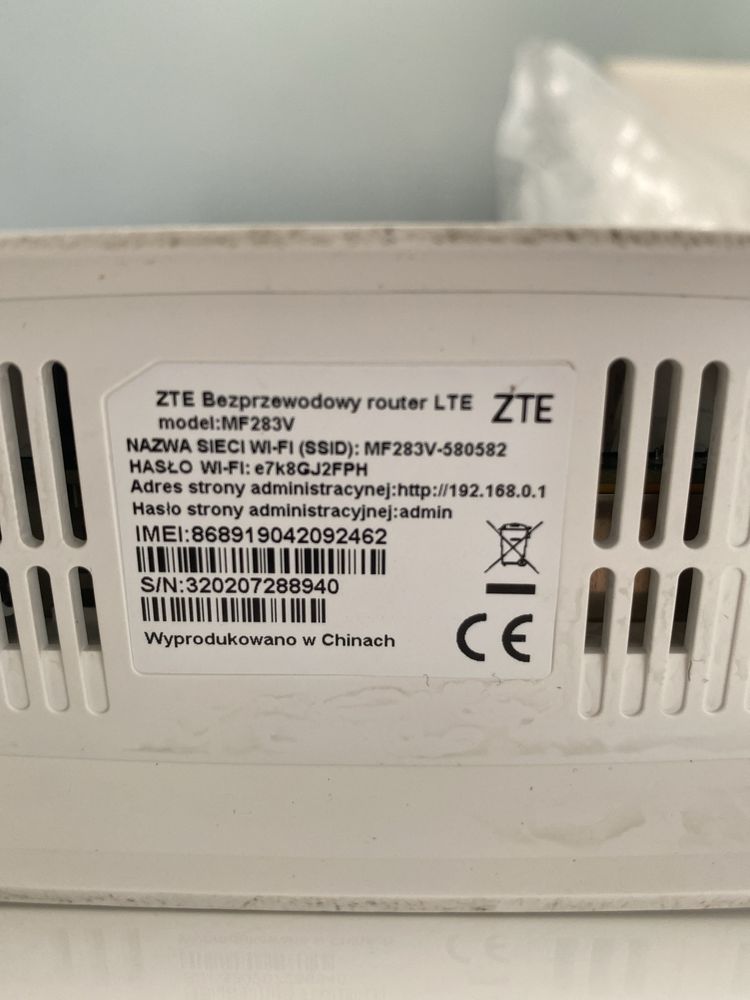 ZTE Bezprzewodowy router LTE ZTE
model:MF283V
NAZWA SIECI WI-FI (SSID): MF283V-580582
HASŁO WI-FI: e7k8GJ2FPH
Adres strony administracynej:http://192.168.0.1
Hasło strony administracyjnej:admin
IMEI:868919042092462
S/N:320207288940
Wyprodukowano w Chinach
CE